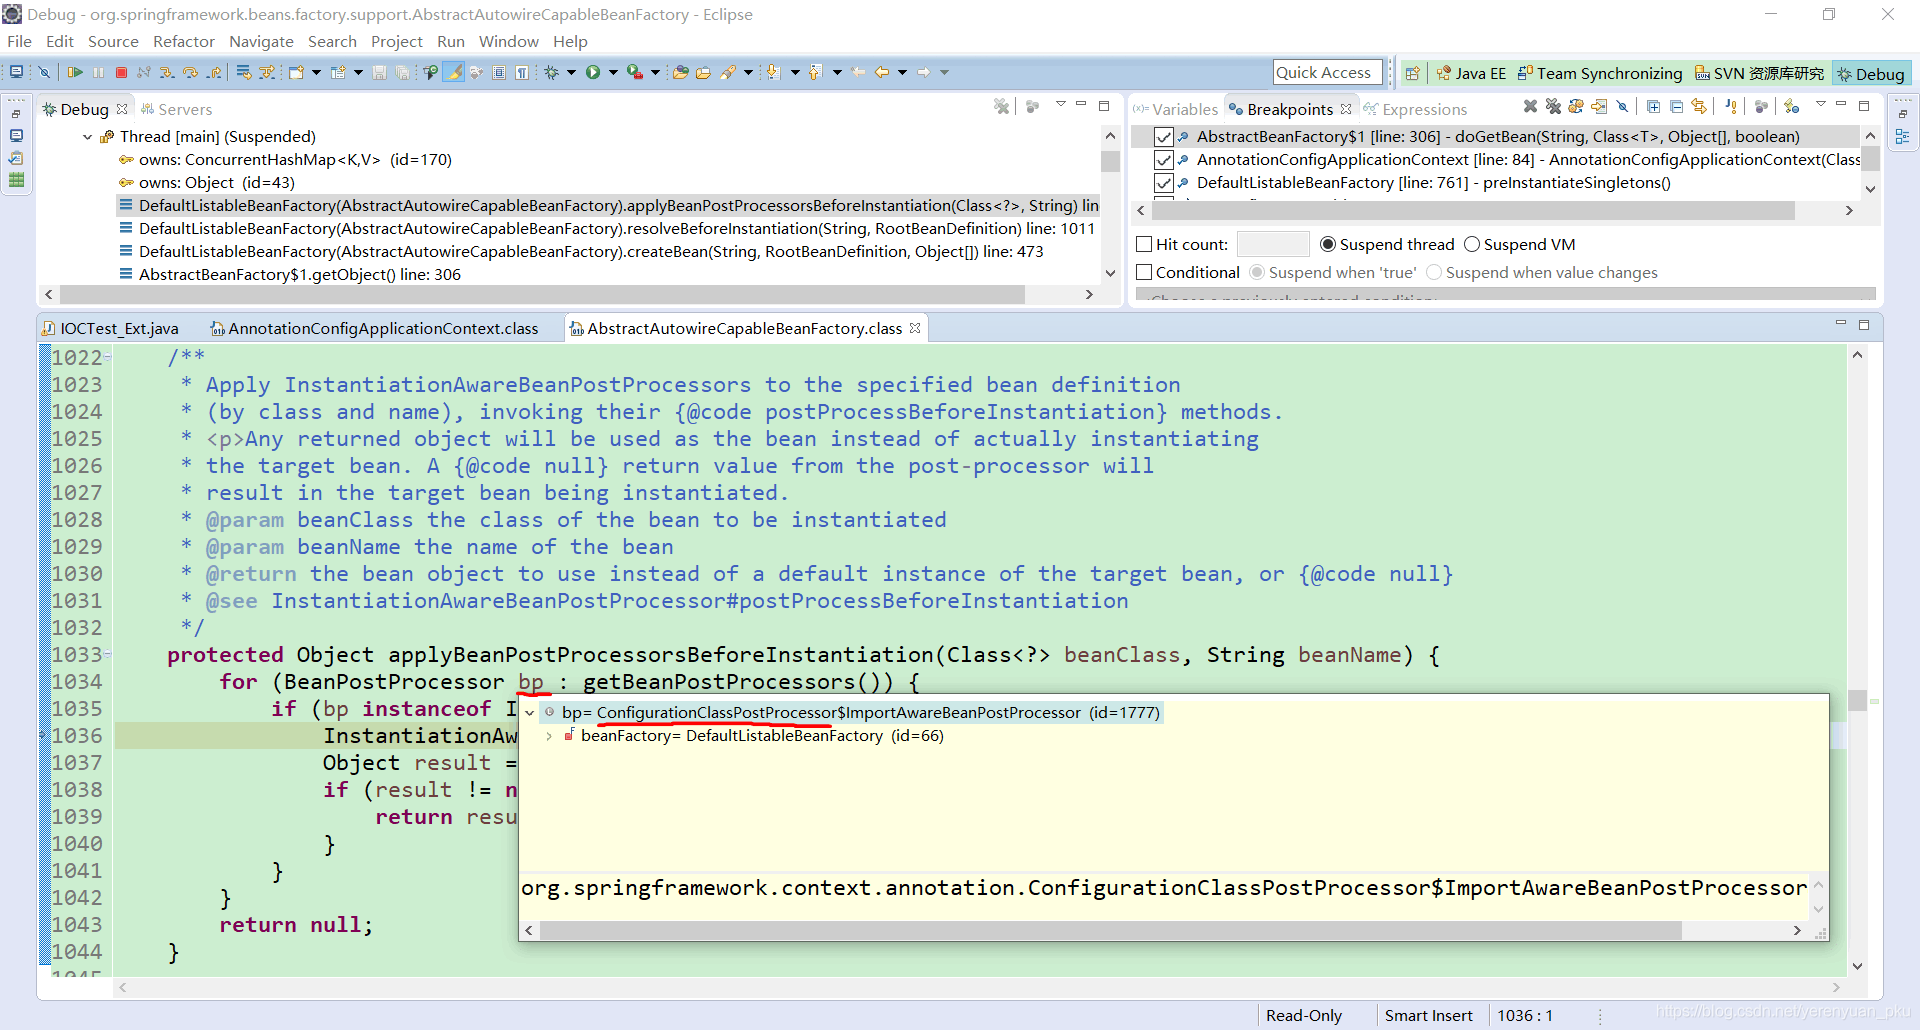 Debug - org.springframework.beans.factory.support.AbstractAutowireCapableBeanFactory - Eclipse
File Edit Source Refactor Navigate Search Project Run Window Help
Quick Access
Java EE
Team Synchronizing
SVN 资源库研究
Debug
Debug
Servers
Thread [main] (Suspended)
owns: ConcurrentHashMap<K,V> (id=170)
owns: Object (id=43)
DefaultListableBeanFactory(AbstractAutowireCapableBeanFactory).applyBeanPostProcessorsBeforeInstantiation(Class<?>, String) lin
DefaultListableBeanFactory(AbstractAutowireCapableBeanFactory).resolveBeforeInstantiation(String, RootBeanDefinition) line: 1011
DefaultListableBeanFactory(AbstractAutowireCapableBeanFactory).createBean(String, RootBeanDefinition, Object[]) line: 473
AbstractBeanFactory$1.getObject() line: 306
(x)= Variables
Breakpoints
Expressions
AbstractBeanFactory$1 [line: 306] - doGetBean(String, Class<T>, Object[], boolean)
AnnotationConfigApplicationContext [line: 84] - AnnotationConfigApplicationContext(Class
DefaultListableBeanFactory [line: 761] - preInstantiateSingletons()
Hit count:
Suspend thread
Suspend VM
Conditional
Suspend when 'true'
Suspend when value changes
<Choose a previously entered condition>
IOCTest_Ext.java
AnnotationConfigApplicationContext.class
AbstractAutowireCapableBeanFactory.class
1022 /**
1023 * Apply InstantiationAwareBeanPostProcessors to the specified bean definition
1024 * (by class and name), invoking their {@code postProcessBeforeInstantiation} methods.
1025 * <p>Any returned object will be used as the bean instead of actually instantiating
1026 * the target bean. A {@code null} return value from the post-processor will
1027 * result in the target bean being instantiated.
1028 * @param beanClass the class of the bean to be instantiated
1029 * @param beanName the name of the bean
1030 * @return the bean object to use instead of a default instance of the target bean, or {@code null}
1031 * @see InstantiationAwareBeanPostProcessor#postProcessBeforeInstantiation
1032 */
1033 protected Object applyBeanPostProcessorsBeforeInstantiation(Class<?> beanClass, String beanName) {
1034 for (BeanPostProcessor bp : getBeanPostProcessors()) {
1035 if (bp instanceof I
1036 InstantiationAw
1037 Object result =
1038 if (result != n
1039 return resu
1040 }
1041 }
1042 }
1043 return null;
1044 }
1045
bp= ConfigurationClassPostProcessor$ImportAwareBeanPostProcessor (id=1777)
beanFactory= DefaultListableBeanFactory (id=66)
org.springframework.context.annotation.ConfigurationClassPostProcessor$ImportAwareBeanPostProcessor
Read-Only
Smart Insert
1036 : 1
https://blog.csdn.net/yerenyuan_pku